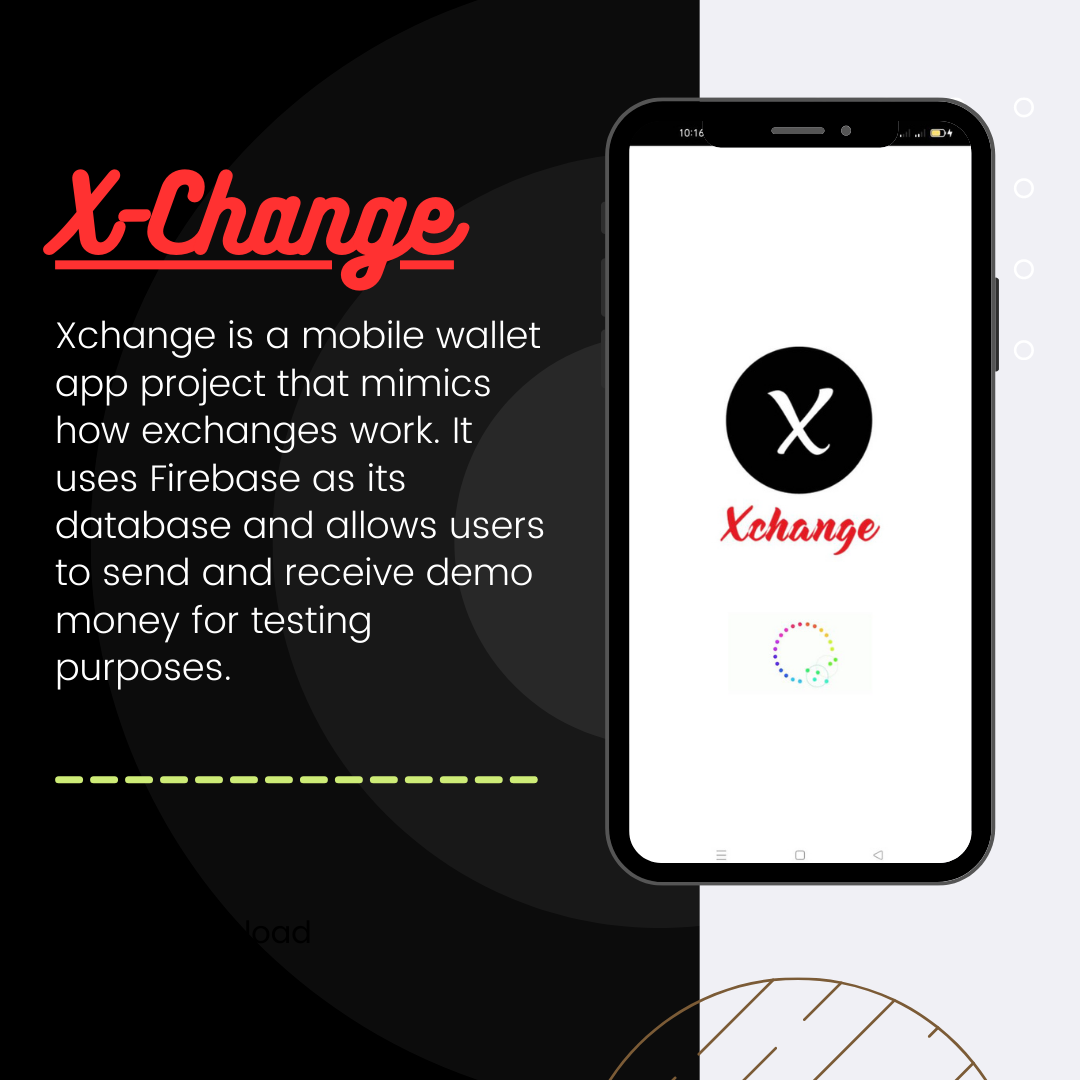 X-Change
Xchange is a mobile wallet
app project that mimics
how exchanges work. It
uses Firebase as its
database and allows users
to send and receive demo
money for testing
purposes.
load
10:16
X
Xchange